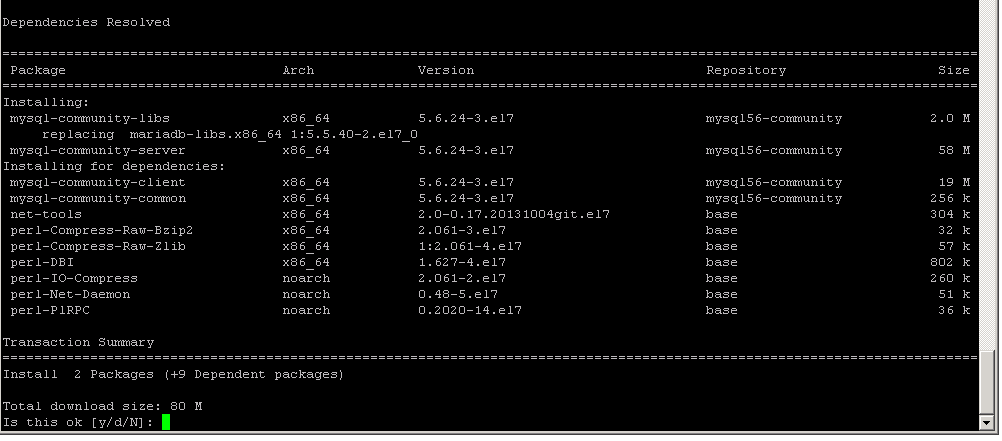 Dependencies Resolved
================================================================================
Package Arch Version Repository Size
================================================================================
Installing:
mysql-community-libs x86_64 5.6.24-3.el7 mysql56-community 2.0 M
replacing mariadb-libs.x86_64 1:5.5.40-2.el7_0
mysql-community-server x86_64 5.6.24-3.el7 mysql56-community 58 M
Installing for dependencies:
mysql-community-client x86_64 5.6.24-3.el7 mysql56-community 19 M
mysql-community-common x86_64 5.6.24-3.el7 mysql56-community 256 k
net-tools x86_64 2.0-0.17.20131004git.el7 base 304 k
perl-Compress-Raw-Bzip2 x86_64 2.061-3.el7 base 32 k
perl-Compress-Raw-Zlib x86_64 1:2.061-4.el7 base 57 k
perl-DBI x86_64 1.627-4.el7 base 802 k
perl-IO-Compress noarch 2.061-2.el7 base 260 k
perl-Net-Daemon noarch 0.48-5.el7 base 51 k
perl-PlRPC noarch 0.2020-14.el7 base 36 k
Transaction Summary
================================================================================
Install 2 Packages (+9 Dependent packages)
Total download size: 80 M
Is this ok [y/d/N]: